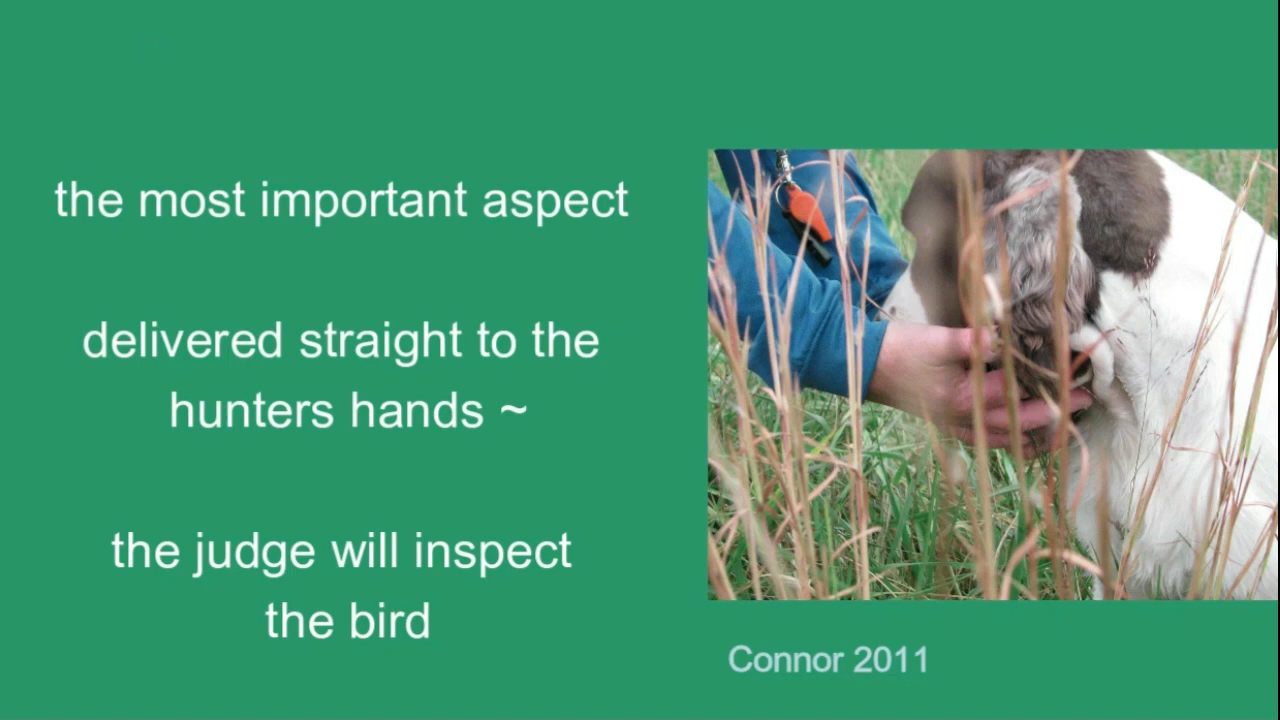 the most important aspect
delivered straight to the
hunters hands ~
the judge will inspect
the bird
Connor 2011